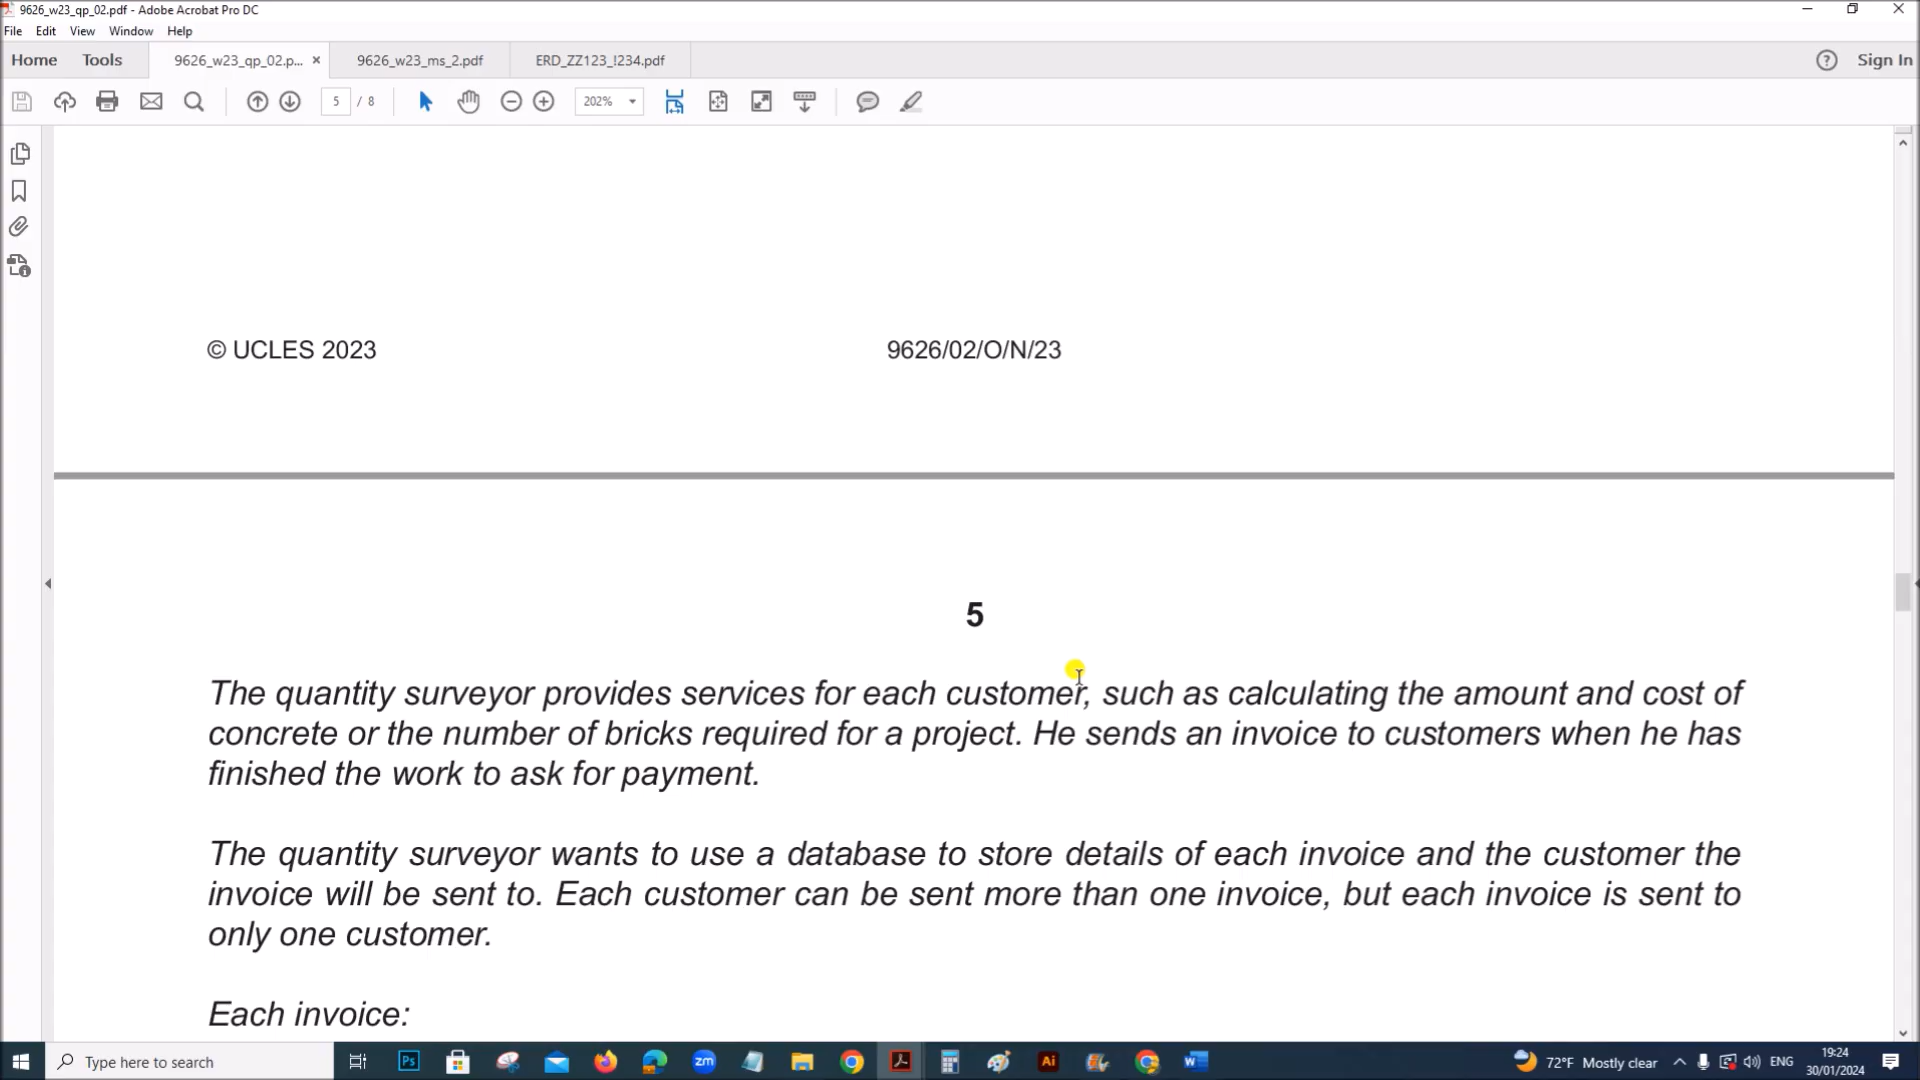 9626_w23_qp_02.pdf - Adobe Acrobat Pro DC
File Edit View Window Help
Home Tools 9626_w23_qp_02.p... × 9626_w23_ms_2.pdf ERD_ZZ123_!234.pdf ? Sign In
5 / 8 202%
© UCLES 2023 9626/02/O/N/23
5
The quantity surveyor provides services for each customer, such as calculating the amount and cost of
concrete or the number of bricks required for a project. He sends an invoice to customers when he has
finished the work to ask for payment.
The quantity surveyor wants to use a database to store details of each invoice and the customer the
invoice will be sent to. Each customer can be sent more than one invoice, but each invoice is sent to
only one customer.
Each invoice:
Type here to search Ps zm Ai W 72°F Mostly clear ENG 19:24
30/01/2024